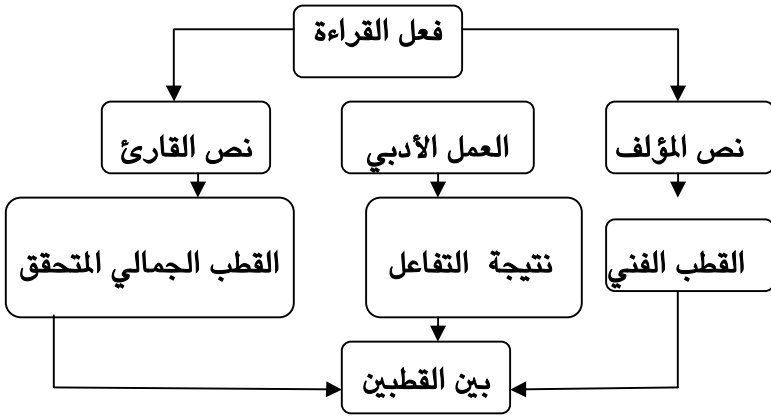 فعل القراءة
نص المؤلف
العمل الأدبي
نص القارئ
القطب الفني
نتيجة التفاعل
القطب الجمالي المتحقق
بين القطبين